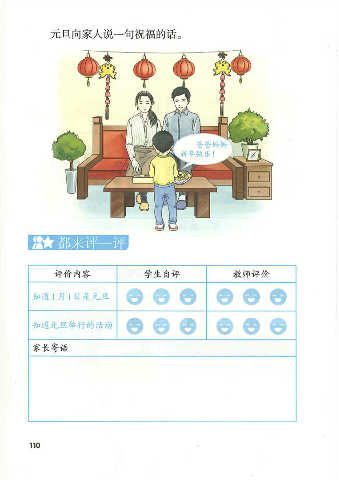 元旦向家人说一句祝福的话。
爸爸妈妈
新年快乐！
都来评一评
评价内容 学生自评 教师评价
知道1月1日是元旦
知道元旦举行的活动
家长寄语
110